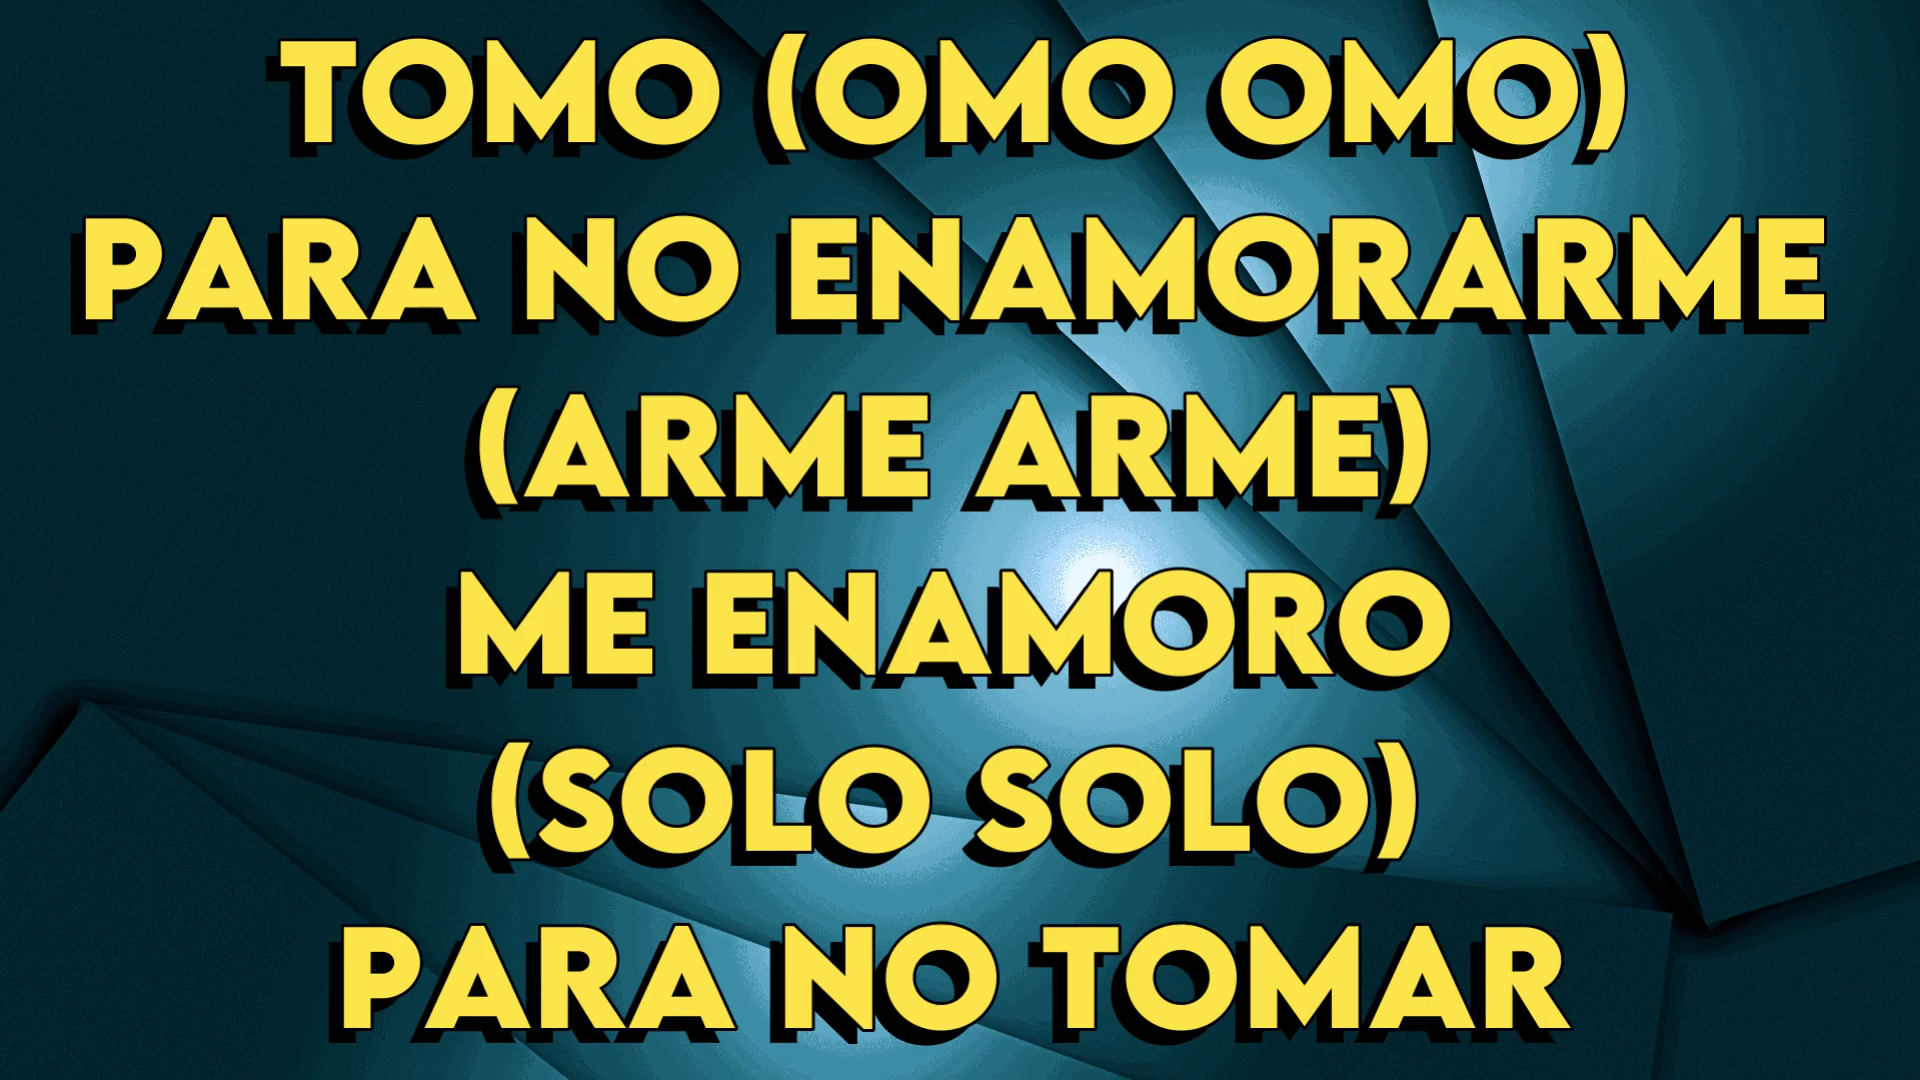 TOMO (OMO OMO)
PARA NO ENAMORARME
(ARME ARME)
ME ENAMORO
(SOLO SOLO)
PARA NO TOMAR